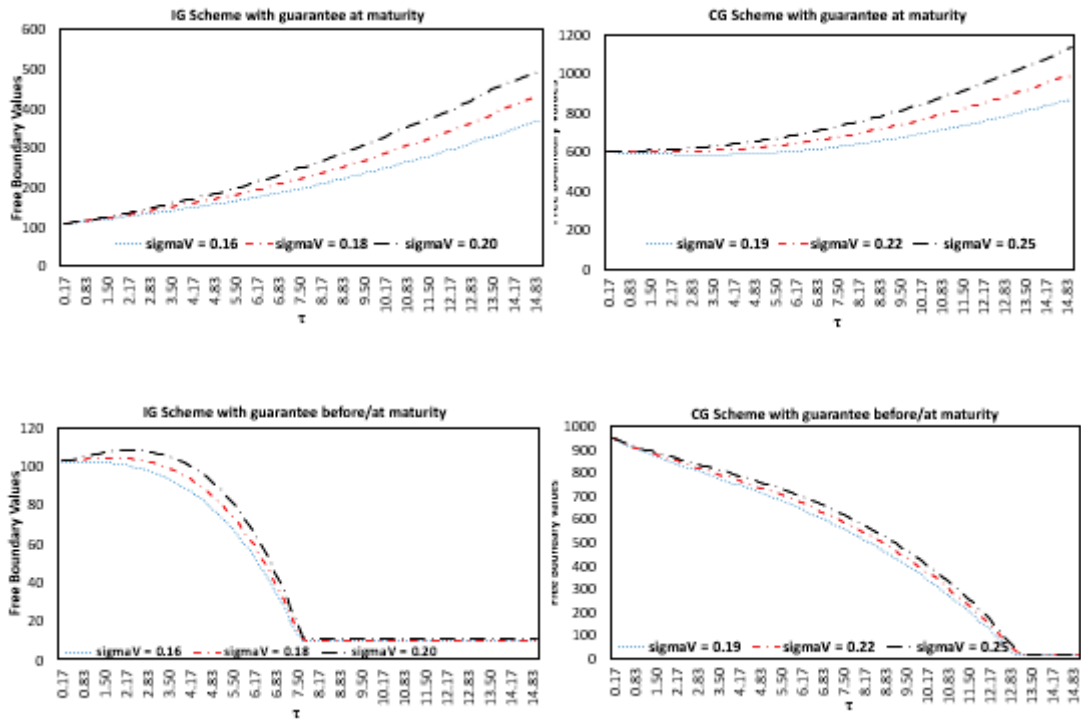 IG Scheme with guarantee at maturity
Free Boundary Values
600
500
400
300
200
100
0
sigmaV = 0.16 sigmaV = 0.18 sigmaV = 0.20
0.17 0.83 1.50 2.17 2.83 3.50 4.17 4.83 5.50 6.17 6.83 7.50 8.17 8.83 9.50 10.17 10.83 11.50 12.17 12.83 13.50 14.17 14.83
τ
CG Scheme with guarantee at maturity
Free Boundary Values
1200
1000
800
600
400
200
0
sigmaV = 0.19 sigmaV = 0.22 sigmaV = 0.25
0.17 0.83 1.50 2.17 2.83 3.50 4.17 4.83 5.50 6.17 6.83 7.50 8.17 8.83 9.50 10.17 10.83 11.50 12.17 12.83 13.50 14.17 14.83
τ
IG Scheme with guarantee before/at maturity
Free Boundary Values
120
100
80
60
40
20
0
sigmaV = 0.16 sigmaV = 0.18 sigmaV = 0.20
0.17 0.83 1.50 2.17 2.83 3.50 4.17 4.83 5.50 6.17 6.83 7.50 8.17 8.83 9.50 10.17 10.83 11.50 12.17 12.83 13.50 14.17 14.83
τ
CG Scheme with guarantee before/at maturity
Free Boundary Values
1000
900
800
700
600
500
400
300
200
100
0
sigmaV = 0.19 sigmaV = 0.22 sigmaV = 0.25
0.17 0.83 1.50 2.17 2.83 3.50 4.17 4.83 5.50 6.17 6.83 7.50 8.17 8.83 9.50 10.17 10.83 11.50 12.17 12.83 13.50 14.17 14.83
τ